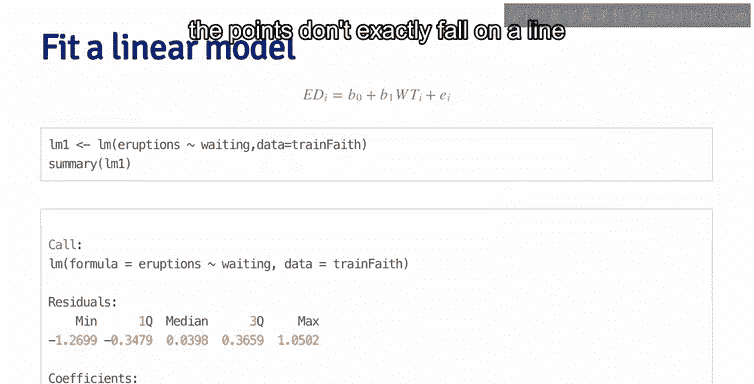 the points don't exactly fall on a line
Fit a linear model
EDi = b0 + b1WTi + ei
lm1 <- lm(eruptions ~ waiting,data=trainFaith)
summary(lm1)
Call:
lm(formula = eruptions ~ waiting, data = trainFaith)
Residuals:
Min 1Q Median 3Q Max
-1.2699 -0.3479 0.0398 0.3659 1.0502
Coefficients: